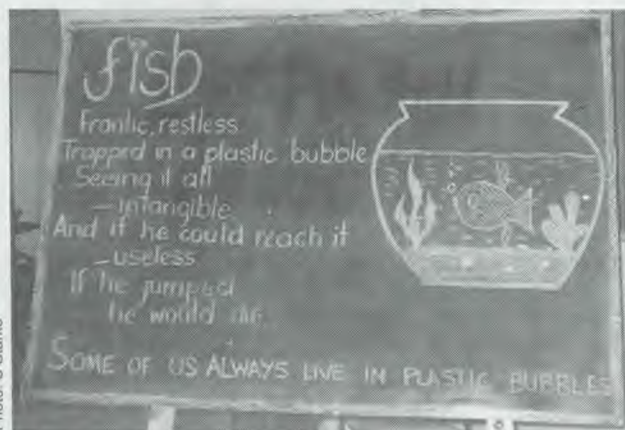 fish
Frantic, restless
Trapped in a plastic bubble
Seeing it all
– intangible
And if he could reach it
– useless
If he jumped
he would die
SOME OF US ALWAYS LIVE IN PLASTIC BUBBLES